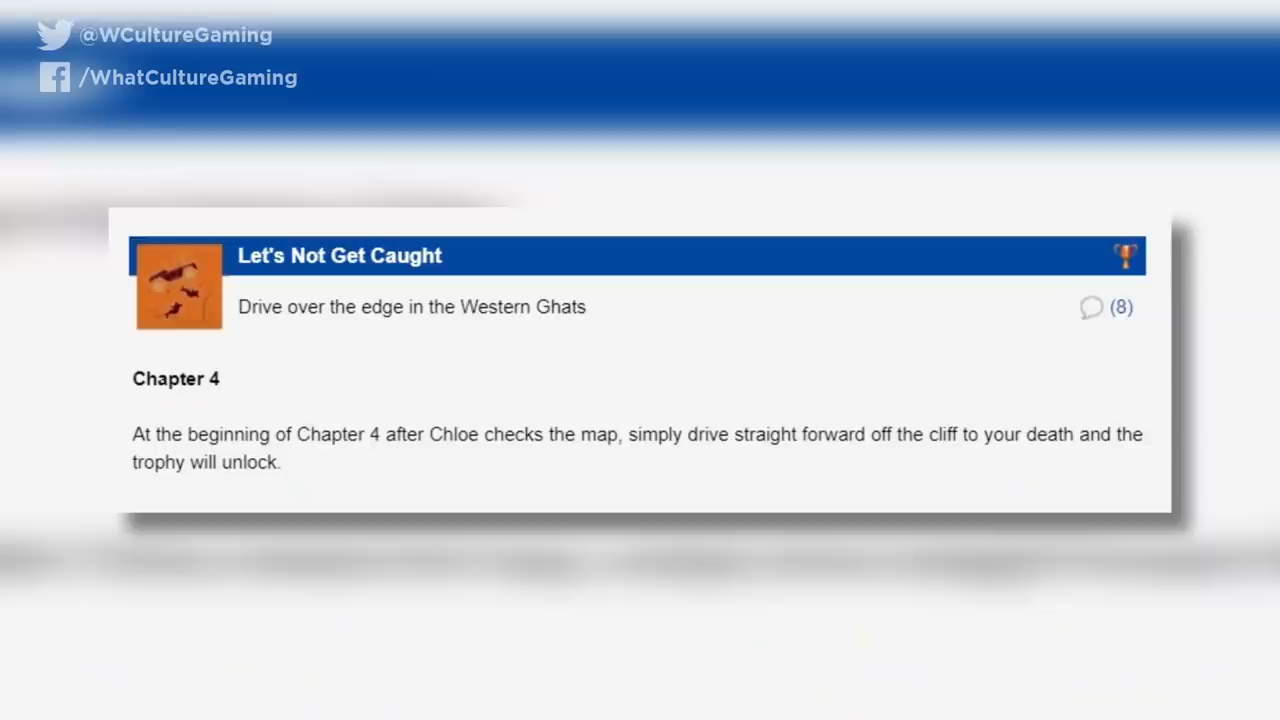 @WCultureGaming
/WhatCultureGaming
Let's Not Get Caught
Drive over the edge in the Western Ghats
(8)
Chapter 4
At the beginning of Chapter 4 after Chloe checks the map, simply drive straight forward off the cliff to your death and the
trophy will unlock.